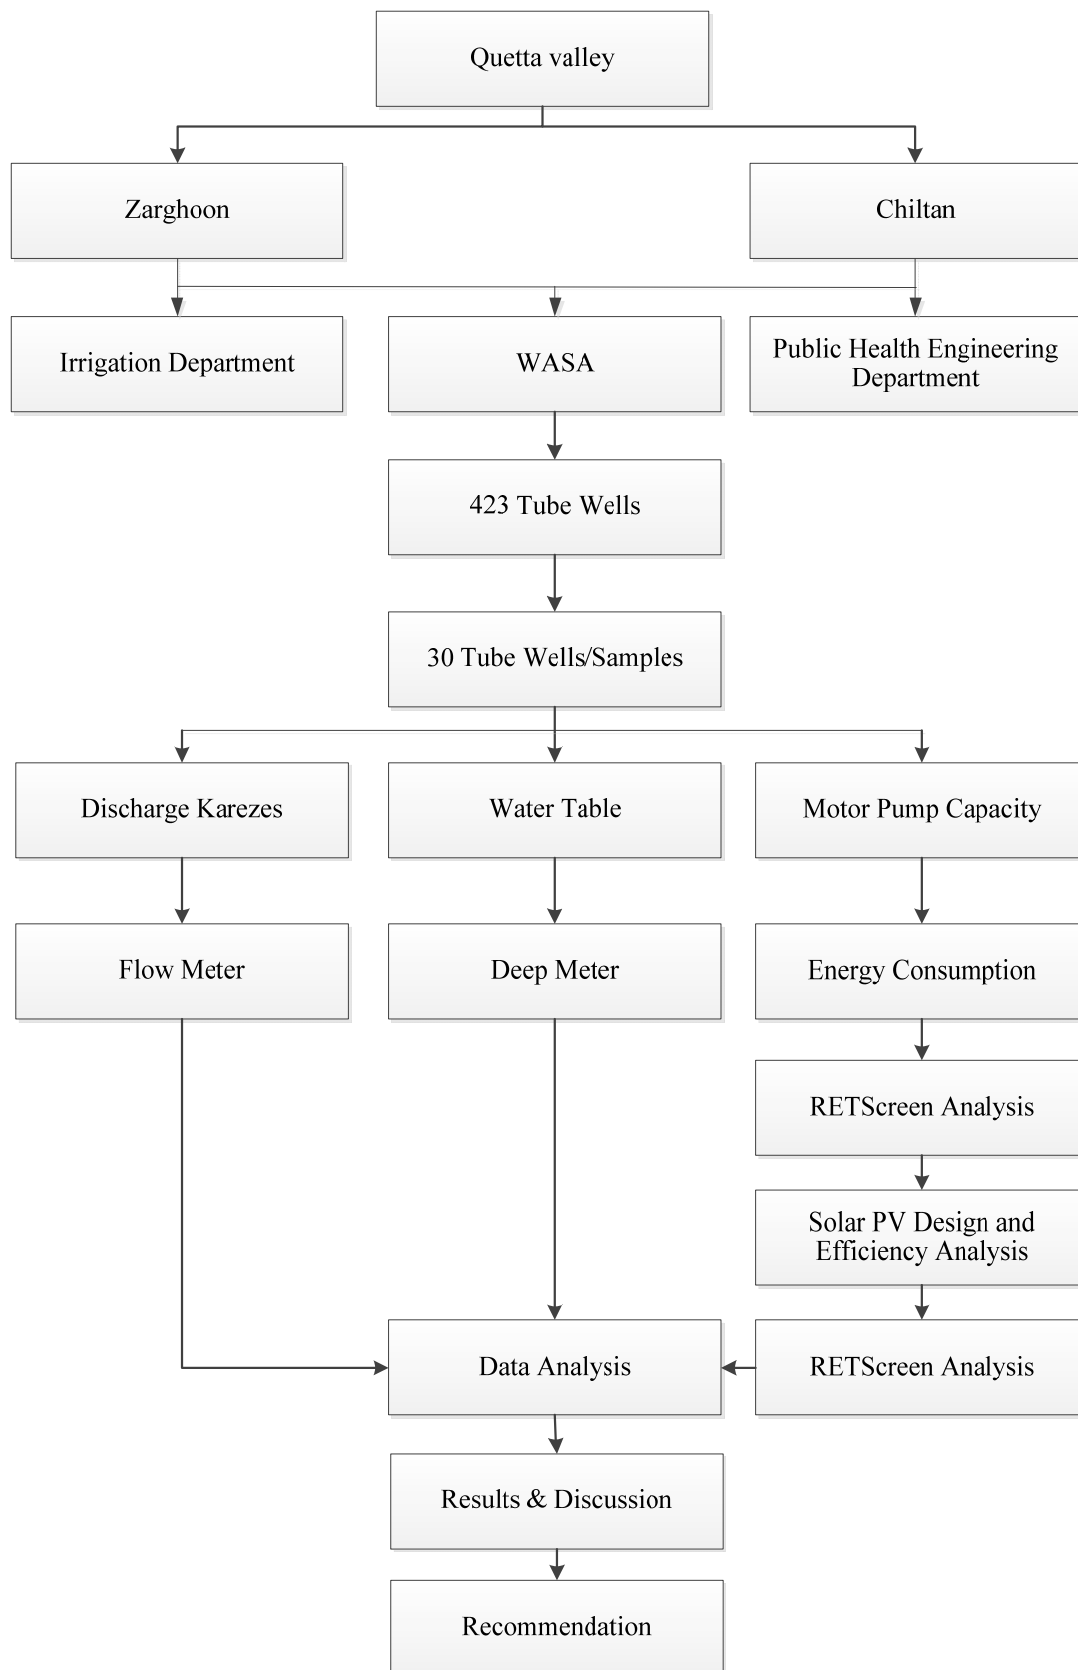 Quetta valley
Zarghoon
Chiltan
Irrigation Department
WASA
Public Health Engineering
Department
423 Tube Wells
30 Tube Wells/Samples
Discharge Karezes
Water Table
Motor Pump Capacity
Flow Meter
Deep Meter
Energy Consumption
RETScreen Analysis
Solar PV Design and
Efficiency Analysis
Data Analysis
RETScreen Analysis
Results & Discussion
Recommendation